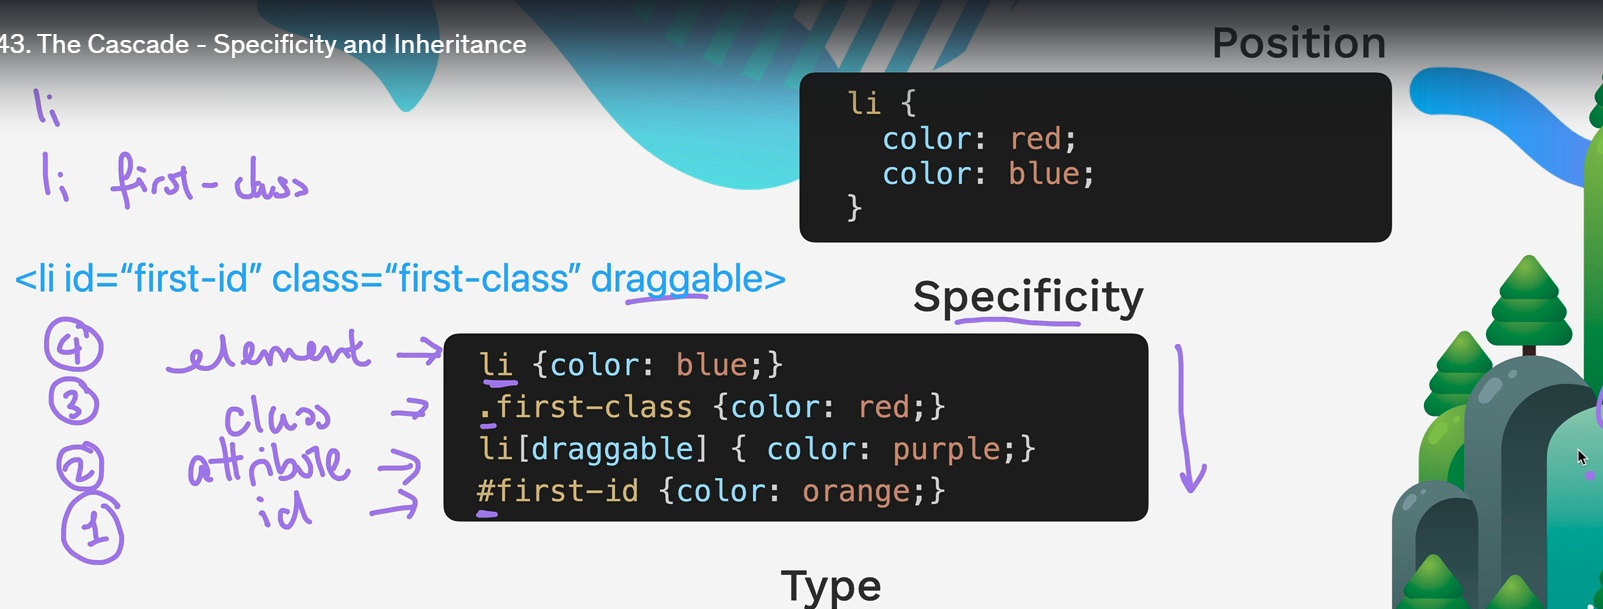 43. The Cascade - Specificity and Inheritance
Position
li {
color: red;
color: blue;
}
li
li first-class
<li id=“first-id” class=“first-class” draggable>
Specificity
4 element → li {color: blue;}
3 class → .first-class {color: red;}
2 attribute → li[draggable] { color: purple;}
1 id → #first-id {color: orange;}
Type